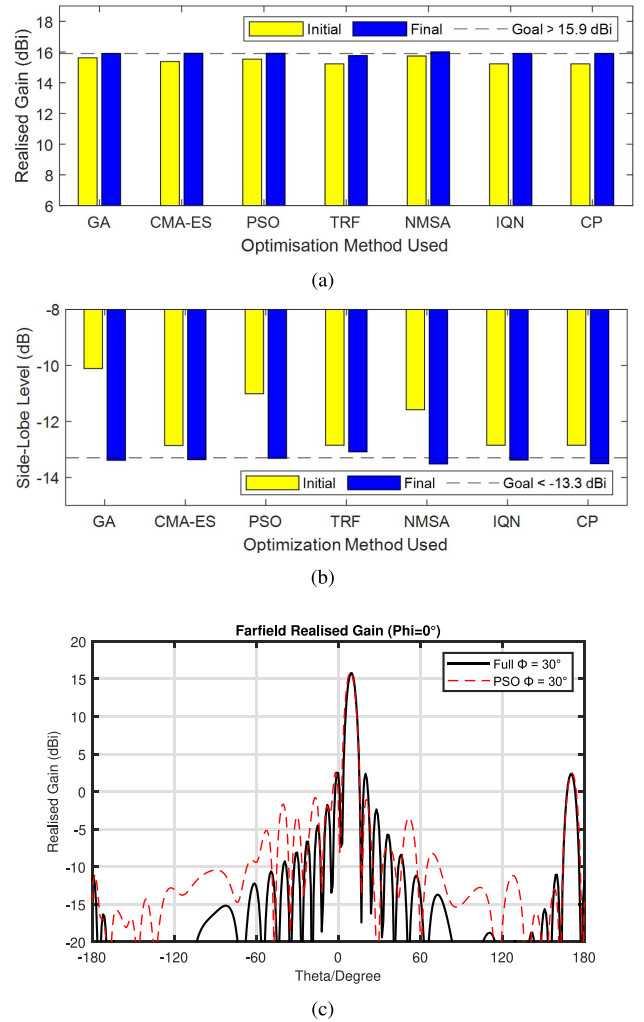 Initial Final Goal > 15.9 dBi
18
16
14
12
10
8
6
Realised Gain (dBi)
GA CMA-ES PSO TRF NMSA IQN CP
Optimisation Method Used
(a)
-8
-10
-12
-14
Side-Lobe Level (dB)
Initial Final Goal < -13.3 dBi
GA CMA-ES PSO TRF NMSA IQN CP
Optimization Method Used
(b)
Farfield Realised Gain (Phi=0°)
20
15
10
5
0
-5
-10
-15
-20
Realised Gain (dBi)
Full Φ = 30°
PSO Φ = 30°
-180 -120 -60 0 60 120 180
Theta/Degree
(c)